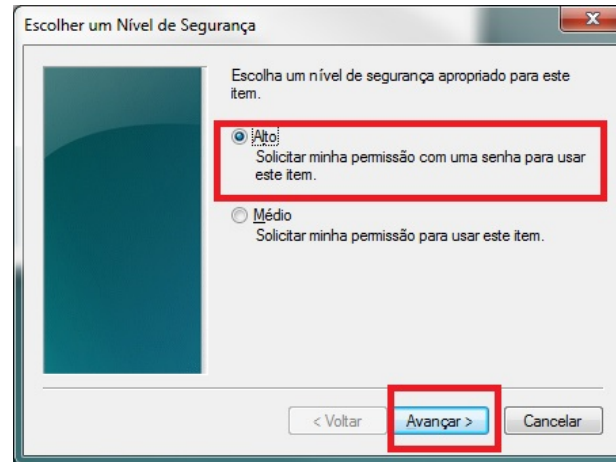 Escolher um Nível de Segurança
Escolha um nível de segurança apropriado para este
item.
Alto
Solicitar minha permissão com uma senha para usar
este item.
Médio
Solicitar minha permissão para usar este item.
< Voltar
Avançar >
Cancelar